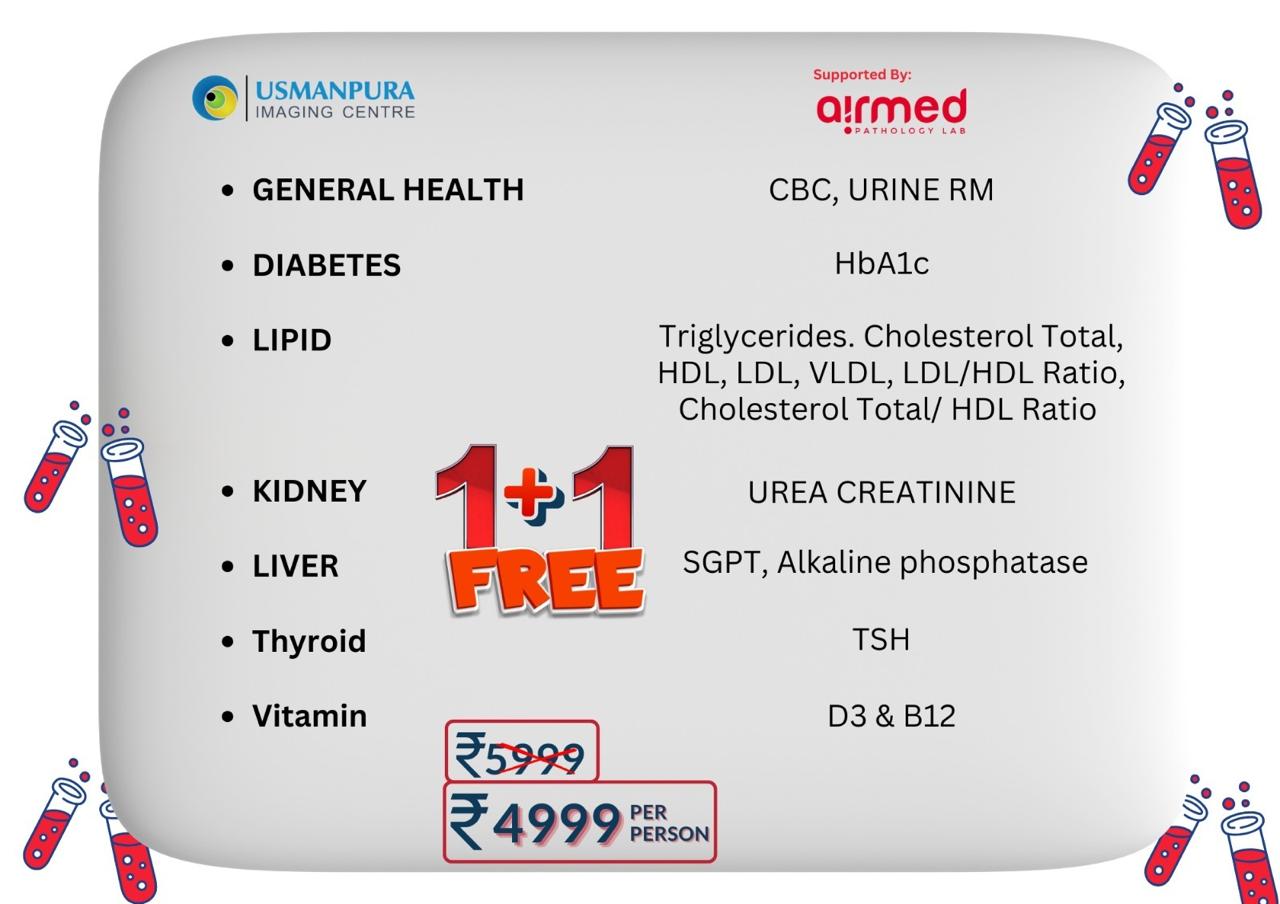 USMANPURA
IMAGING CENTRE
Supported By:
airmed
PATHOLOGY LAB
• GENERAL HEALTH CBC, URINE RM
• DIABETES HbA1c
• LIPID Triglycerides. Cholesterol Total,
HDL, LDL, VLDL, LDL/HDL Ratio,
Cholesterol Total/ HDL Ratio
1+1
FREE
• KIDNEY UREA CREATININE
• LIVER SGPT, Alkaline phosphatase
• Thyroid TSH
• Vitamin D3 & B12
₹5999
₹4999 PER
PERSON